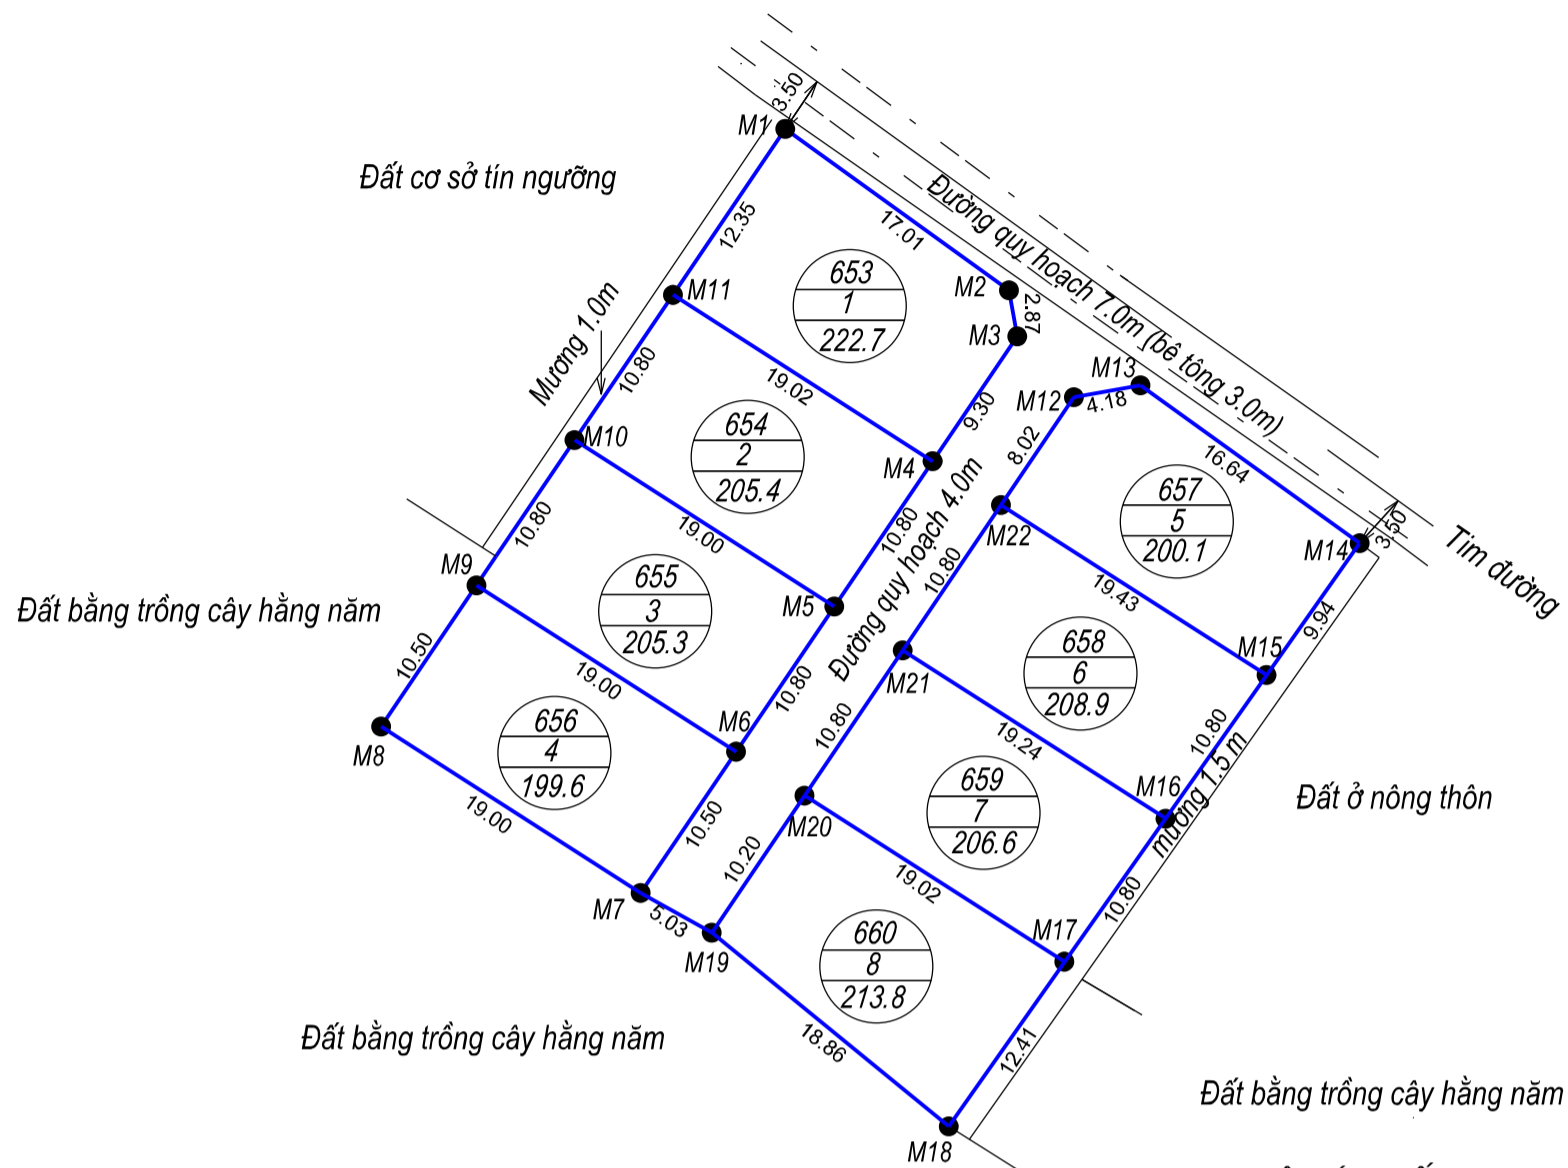 3.50
M1
Đất cơ sở tín ngưỡng
Đường quy hoạch 7.0m (bê tông 3.0m)
17.01
12.35
653
1
222.7
M2
2.87
M3
M11
Mương 1.0m
10.80
19.02
9.30
M13
M12
4.18
16.64
654
2
205.4
M10
M4
8.02
657
5
200.1
3.50
Tim đường
M14
10.80
19.00
10.80
Đường quy hoạch 4.0m
M22
10.80
19.43
9.94
M9
655
3
205.3
M5
Đất bằng trồng cây hằng năm
10.50
19.00
10.80
M21
658
6
208.9
M15
10.80
mương 1.5 m
M8
656
4
199.6
M6
10.80
19.24
M16
Đất ở nông thôn
19.00
10.50
M20
659
7
206.6
10.20
19.02
10.80
M7
5.03
M19
660
8
213.8
M17
Đất bằng trồng cây hằng năm
18.86
12.41
Đất bằng trồng cây hằng năm
M18